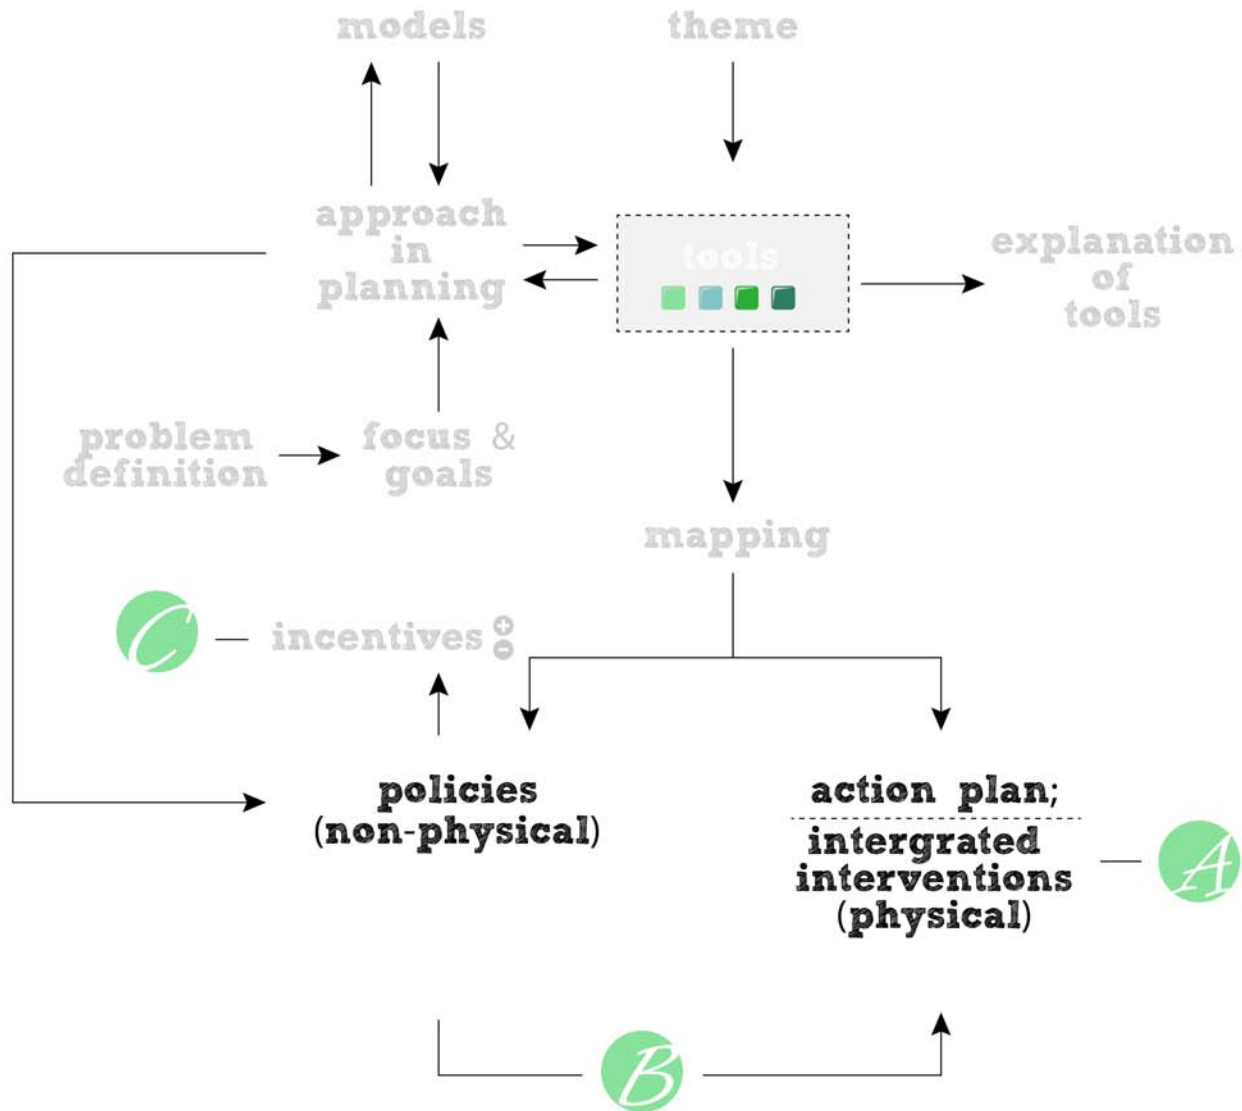 models
theme
approach
in
planning
tools
explanation
of
tools
problem
definition
focus &
goals
mapping
C
incentives
+
-
policies
(non-physical)
action plan;
intergrated
interventions
(physical)
A
B